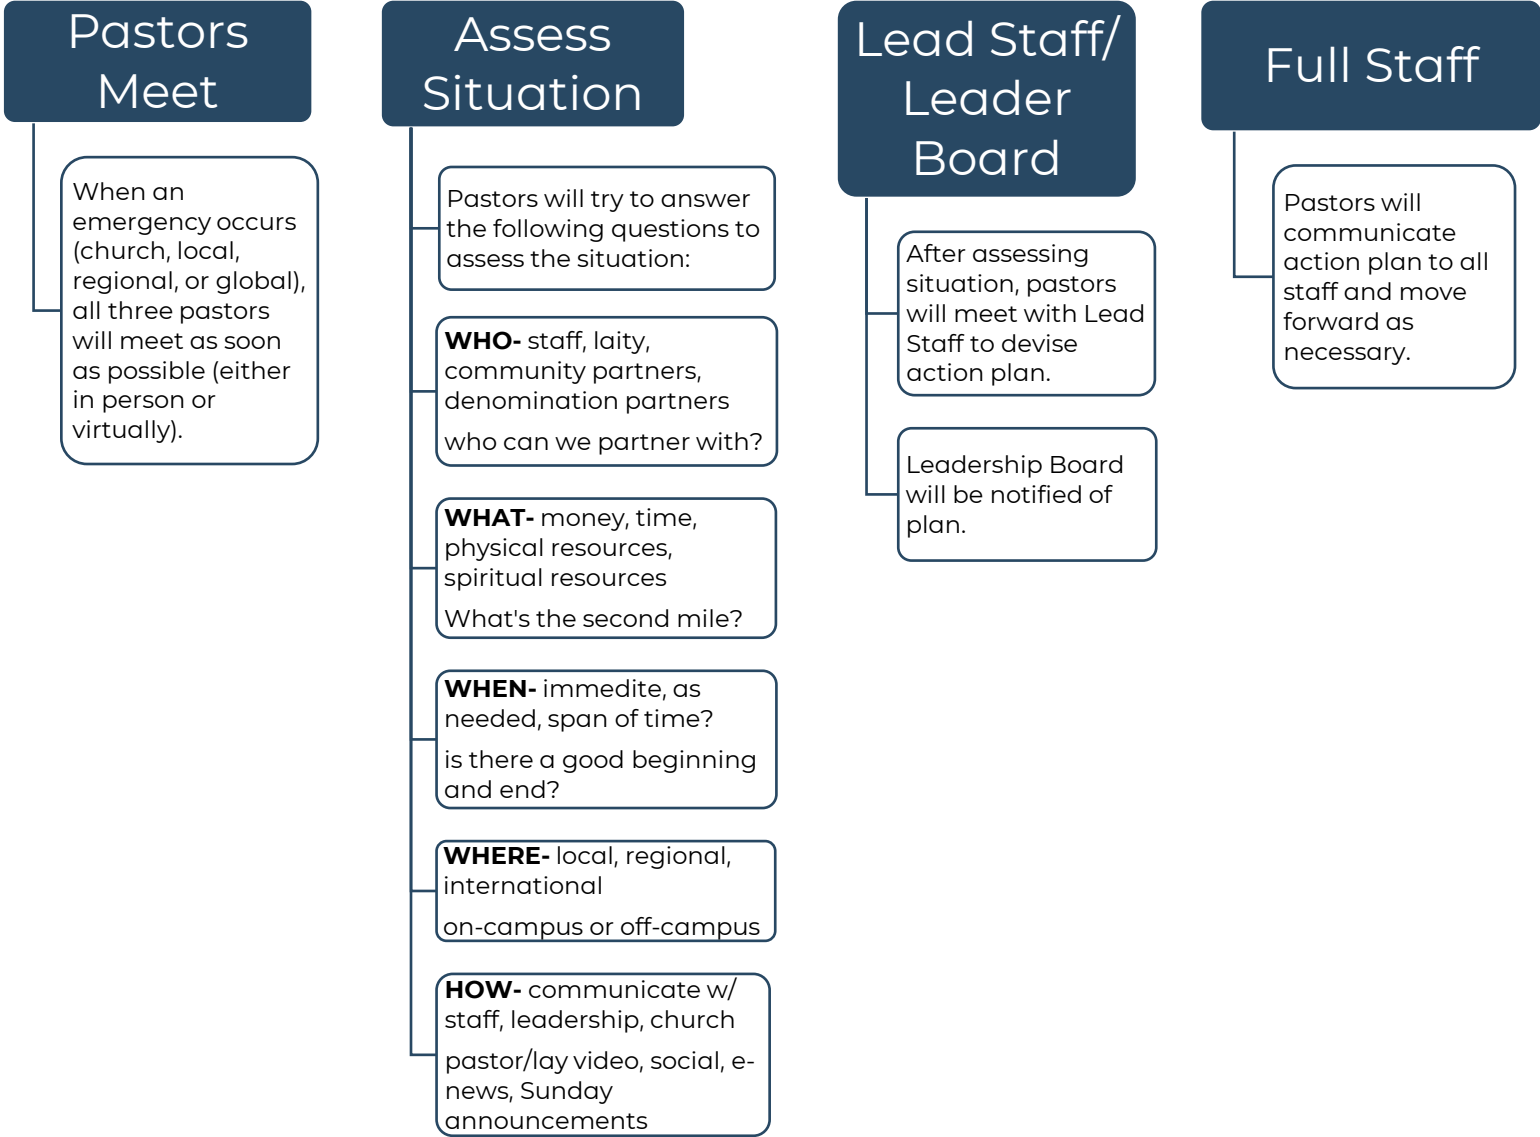 Pastors
Meet
When an
emergency occurs
(church, local,
regional, or global),
all three pastors
will meet as soon
as possible (either
in person or
virtually).
Assess
Situation
Pastors will try to answer
the following questions to
assess the situation:
WHO- staff, laity,
community partners,
denomination partners
who can we partner with?
WHAT- money, time,
physical resources,
spiritual resources
What's the second mile?
WHEN- immedite, as
needed, span of time?
is there a good beginning
and end?
WHERE- local, regional,
international
on-campus or off-campus
HOW- communicate w/
staff, leadership, church
pastor/lay video, social, e-
news, Sunday
announcements
Lead Staff/
Leader
Board
After assessing
situation, pastors
will meet with Lead
Staff to devise
action plan.
Leadership Board
will be notified of
plan.
Full Staff
Pastors will
communicate
action plan to all
staff and move
forward as
necessary.